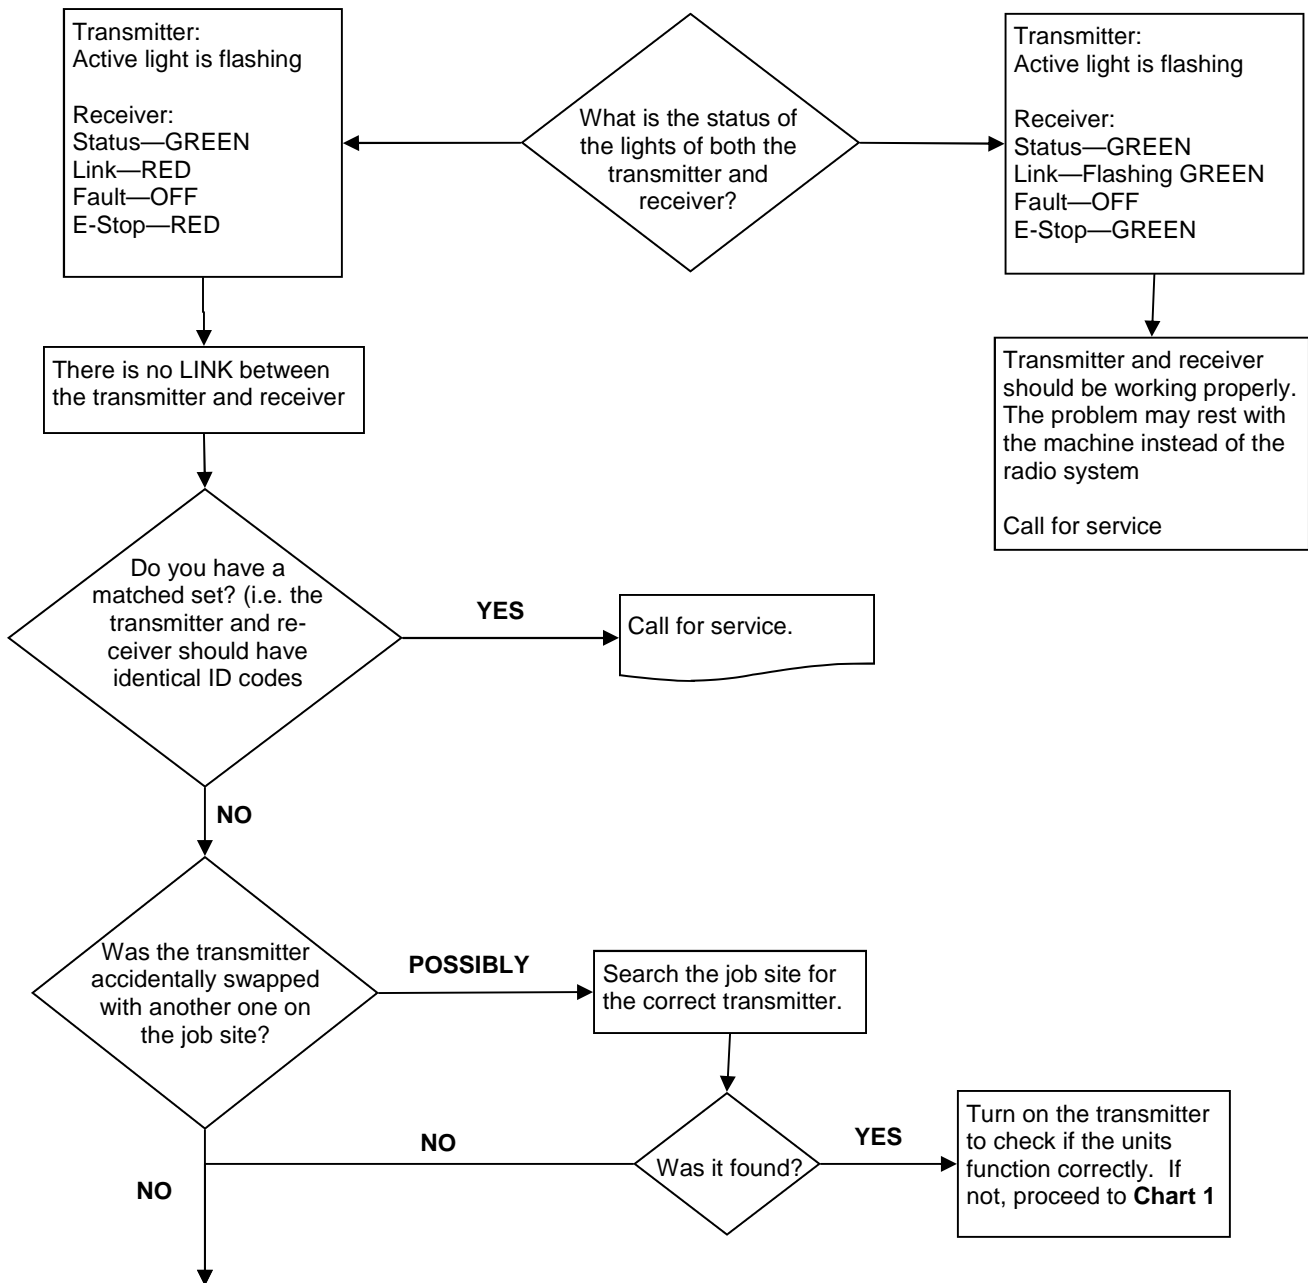 Transmitter:
Active light is flashing
Receiver:
Status—GREEN
Link—RED
Fault—OFF
E-Stop—RED
What is the status of
the lights of both the
transmitter and
receiver?
Transmitter:
Active light is flashing
Receiver:
Status—GREEN
Link—Flashing GREEN
Fault—OFF
E-Stop—GREEN
There is no LINK between
the transmitter and receiver
Transmitter and receiver
should be working properly.
The problem may rest with
the machine instead of the
radio system
Call for service
Do you have a
matched set? (i.e. the
transmitter and re-
ceiver should have
identical ID codes
YES
Call for service.
NO
Was the transmitter
accidentally swapped
with another one on
the job site?
POSSIBLY
Search the job site for
the correct transmitter.
Was it found?
YES
Turn on the transmitter
to check if the units
function correctly.  If
not, proceed to Chart 1
NO
NO